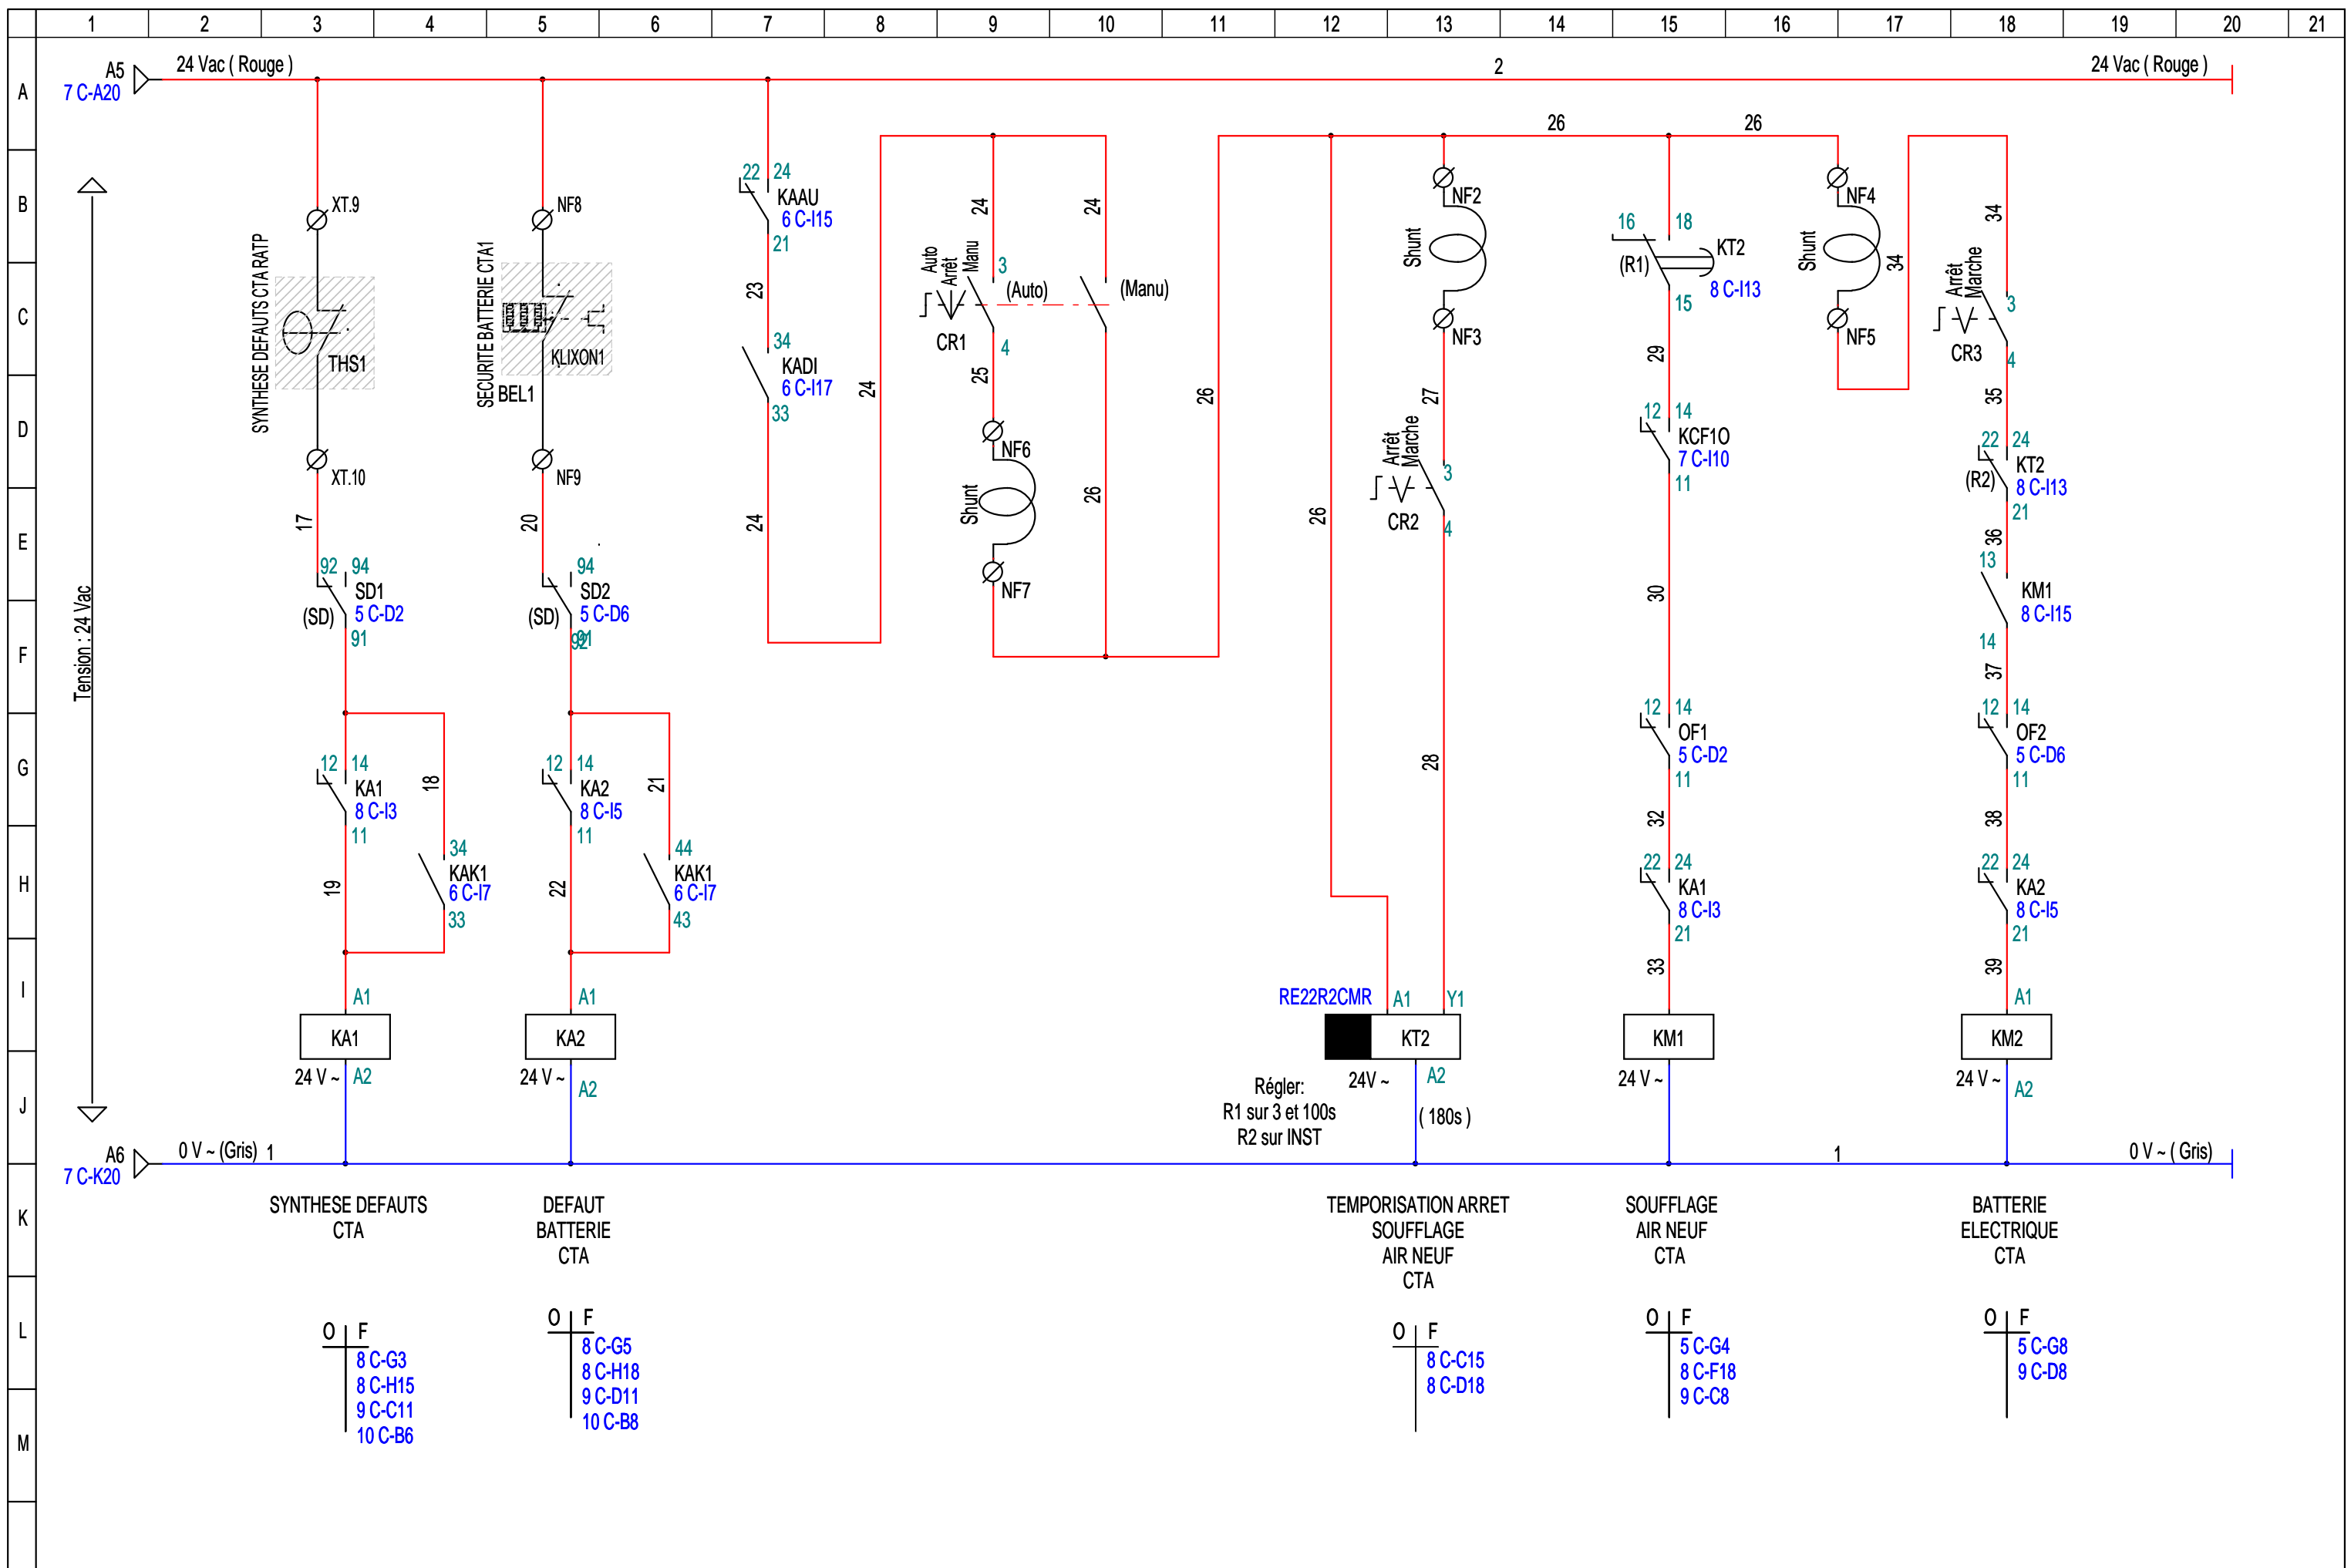 1 2 3 4 5 6 7 8 9 10 11 12 13 14 15 16 17 18 19 20 21
A
B
C
D
E
F
G
H
I
J
K
L
M
A5
7 C-A20
24 Vac ( Rouge )
2
24 Vac ( Rouge )
Tension : 24 Vac
XT.9
SYNTHESE DEFAUTS CTA RATP
THS1
XT.10
17
92 94
SD1
(SD) 5 C-D2
91
12 14
KA1
8 C-I3
11
18
34
KAK1
6 C-I7
33
19
A1
KA1
24 V ~ A2
NF8
SECURITE BATTERIE CTA1
KLIXON1
BEL1
NF9
20
94
SD2
(SD) 5 C-D6
92
91
12 14
KA2
8 C-I5
11
21
44
KAK1
6 C-I7
43
22
A1
KA2
24 V ~
A2
22 24
KAAU
6 C-I15
21
23
34
KADI
6 C-I17
33
24
24
24
24
Auto
Arrêt
Manu
3
(Auto)
(Manu)
CR1
4
25
NF6
Shunt
NF7
26
26
26
26
26
NF2
Shunt
NF3
27
Arrêt
Marche
3
CR2
4
28
RE22R2CMR A1 Y1
KT2
24V ~ A2
Régler:
R1 sur 3 et 100s
R2 sur INST
( 180s )
16 18
KT2
(R1)
8 C-I13
15
29
12 14
KCF1O
7 C-I10
11
30
12 14
OF1
5 C-D2
11
32
22 24
KA1
8 C-I3
21
33
KM1
24 V ~
NF4
Shunt
NF5
34
34
Arrêt
Marche
3
CR3
4
35
22 24
KT2
(R2) 8 C-I13
21
36
13
KM1
8 C-I15
14
37
12 14
OF2
5 C-D6
11
38
22 24
KA2
8 C-I5
21
39
A1
KM2
24 V ~
A2
A6
7 C-K20
0 V ~ (Gris) 1
1
0 V ~ ( Gris)
SYNTHESE DEFAUTS
CTA
DEFAUT
BATTERIE
CTA
TEMPORISATION ARRET
SOUFFLAGE
AIR NEUF
CTA
SOUFFLAGE
AIR NEUF
CTA
BATTERIE
ELECTRIQUE
CTA
O F
8 C-G3
8 C-H15
9 C-C11
10 C-B6
O F
8 C-G5
8 C-H18
9 C-D11
10 C-B8
O F
8 C-C15
8 C-D18
O F
5 C-G4
8 C-F18
9 C-C8
O F
5 C-G8
9 C-D8